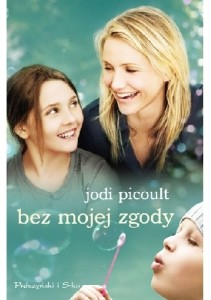 jodi picoult
bez mojej zgody
Prószyński i S-ka